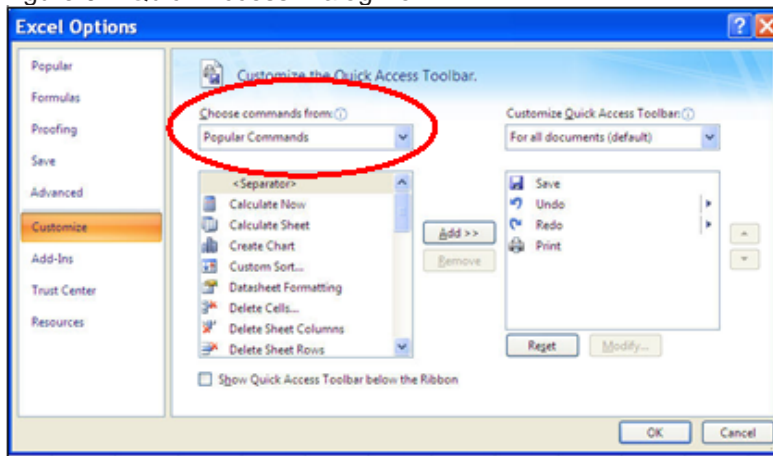 Excel Options
Popular
Formulas
Proofing
Save
Advanced
Customize
Add-Ins
Trust Center
Resources
Customize the Quick Access Toolbar.
Choose commands from:
Popular Commands
<Separator>
Calculate Now
Calculate Sheet
Create Chart
Custom Sort...
Datasheet Formatting
Delete Cells...
Delete Sheet Columns
Delete Sheet Rows
Add >>
Remove
Customize Quick Access Toolbar:
For all documents (default)
Save
Undo
Redo
Print
Reset
Modify...
Show Quick Access Toolbar below the Ribbon
OK
Cancel